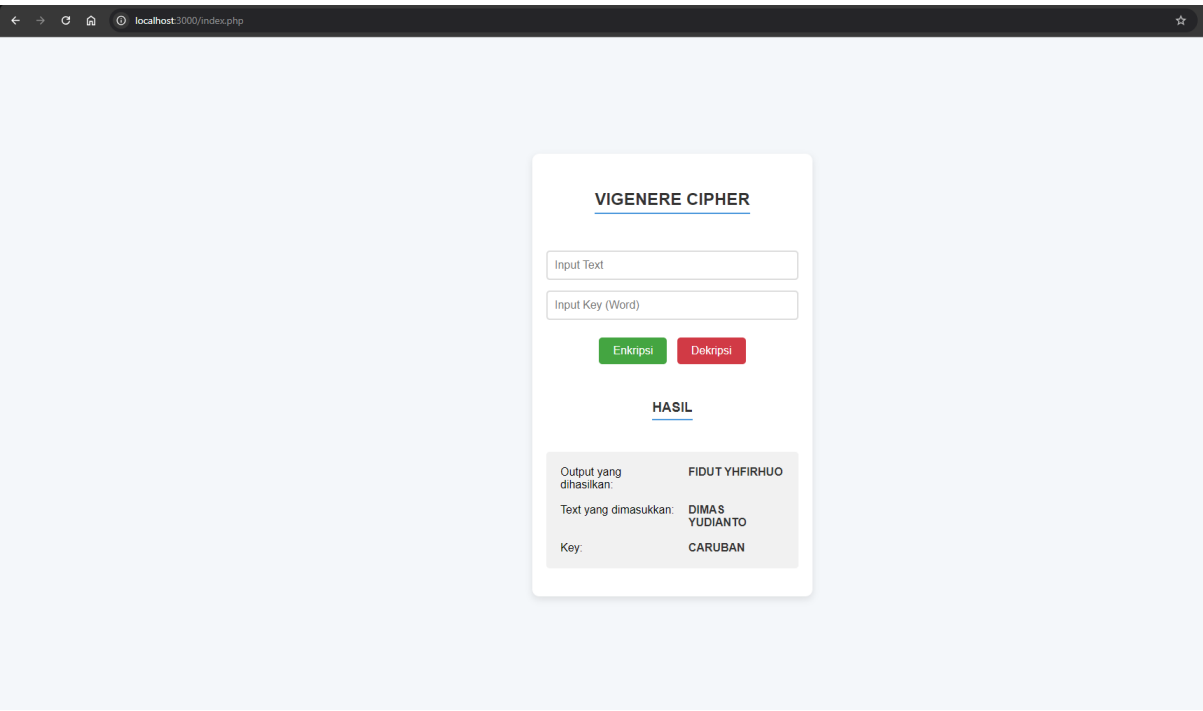 localhost:3000/index.php
VIGENERE CIPHER
Input Text
Input Key (Word)
Enkripsi
Dekripsi
HASIL
Output yang
dihasilkan:
FIDUT YHFIRHUO
Text yang dimasukkan:
DIMAS
YUDIANTO
Key:
CARUBAN